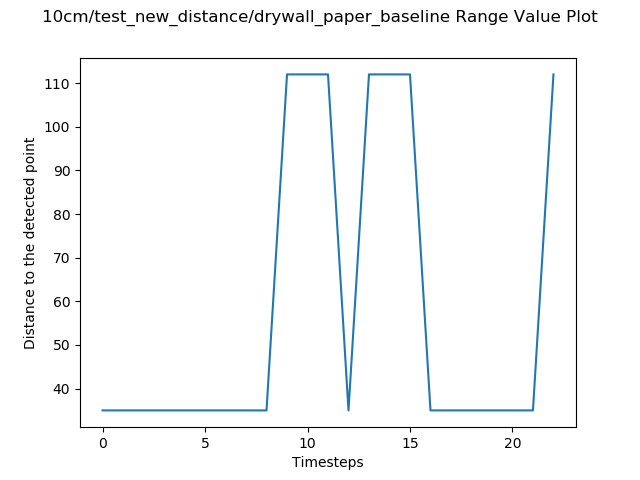 10cm/test_new_distance/drywall_paper_baseline Range Value Plot
110
100
90
80
70
60
50
40
Distance to the detected point
0 5 10 15 20
Timesteps